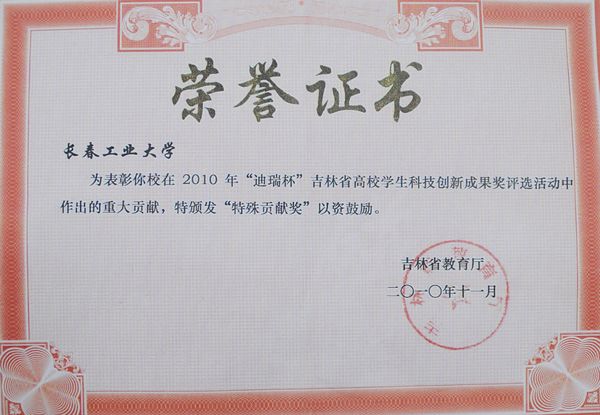 荣誉证书
长春工业大学
为表彰你校在 2010 年“迪瑞杯”吉林省高校学生科技创新成果奖评选活动中
作出的重大贡献，特颁发“特殊贡献奖”以资鼓励。
吉林省教育厅
二〇一〇年十一月